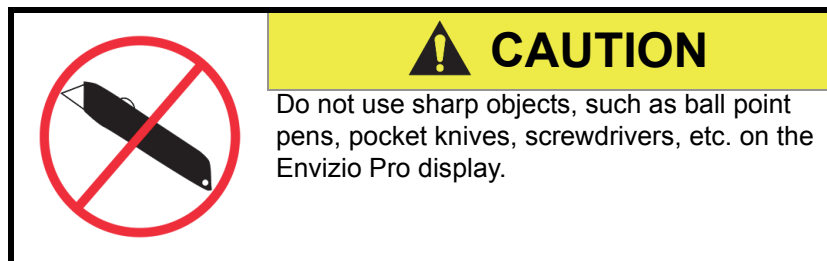 CAUTION
Do not use sharp objects, such as ball point
pens, pocket knives, screwdrivers, etc. on the
Envizio Pro display.